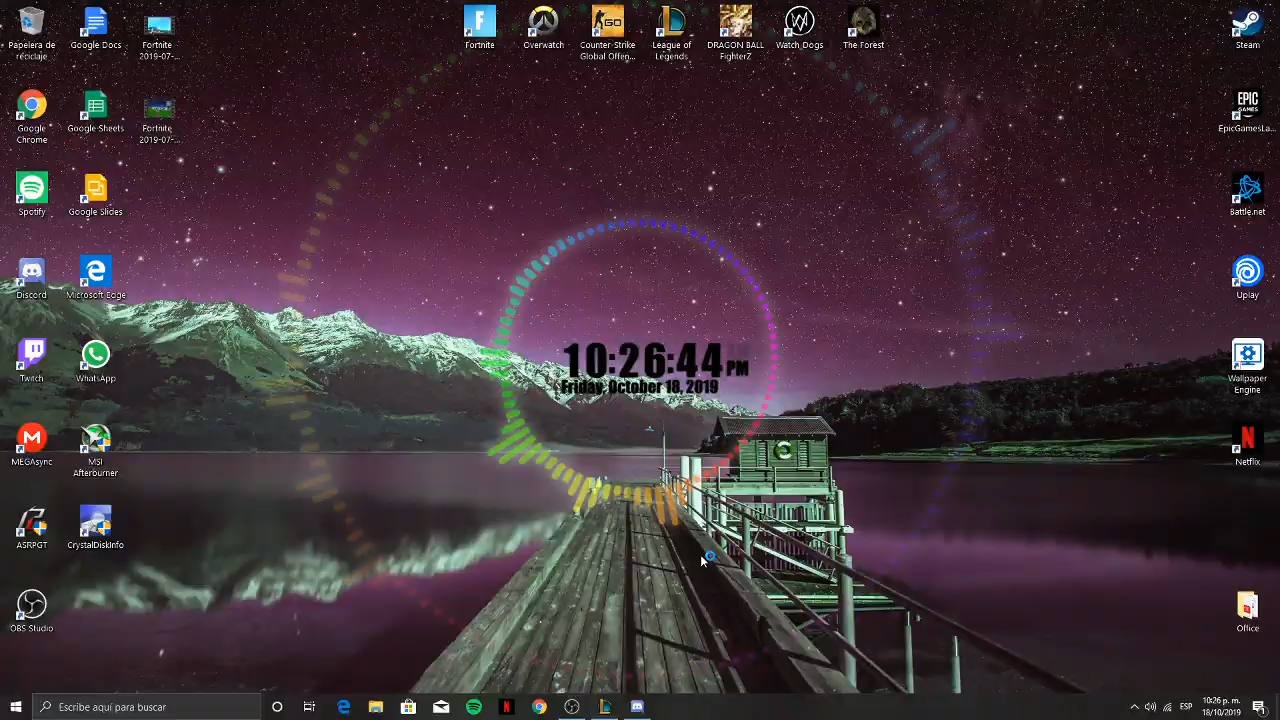 Papelera de
reciclaje
Google Docs
Fortnite
2019-07-...
Fortnite
Overwatch
Counter-Strike
Global Offen...
League of
Legends
DRAGON BALL
FighterZ
Watch_Dogs
The Forest
Steam
Google
Chrome
Google Sheets
Fortnite
2019-07-...
EPIC
GAMES
EpicGamesLa...
Spotify
Google Slides
Battle.net
Discord
Microsoft Edge
Uplay
Twitch
WhatsApp
Wallpaper
Engine
10:26:44 PM
Friday, October 18, 2019
MEGAsync
MSI
Afterburner
Netflix
ASRPGT
CrystalDiskInfo
OBS Studio
Office
Escribe aquí para buscar
ESP
10:26 p. m.
18/10/2019